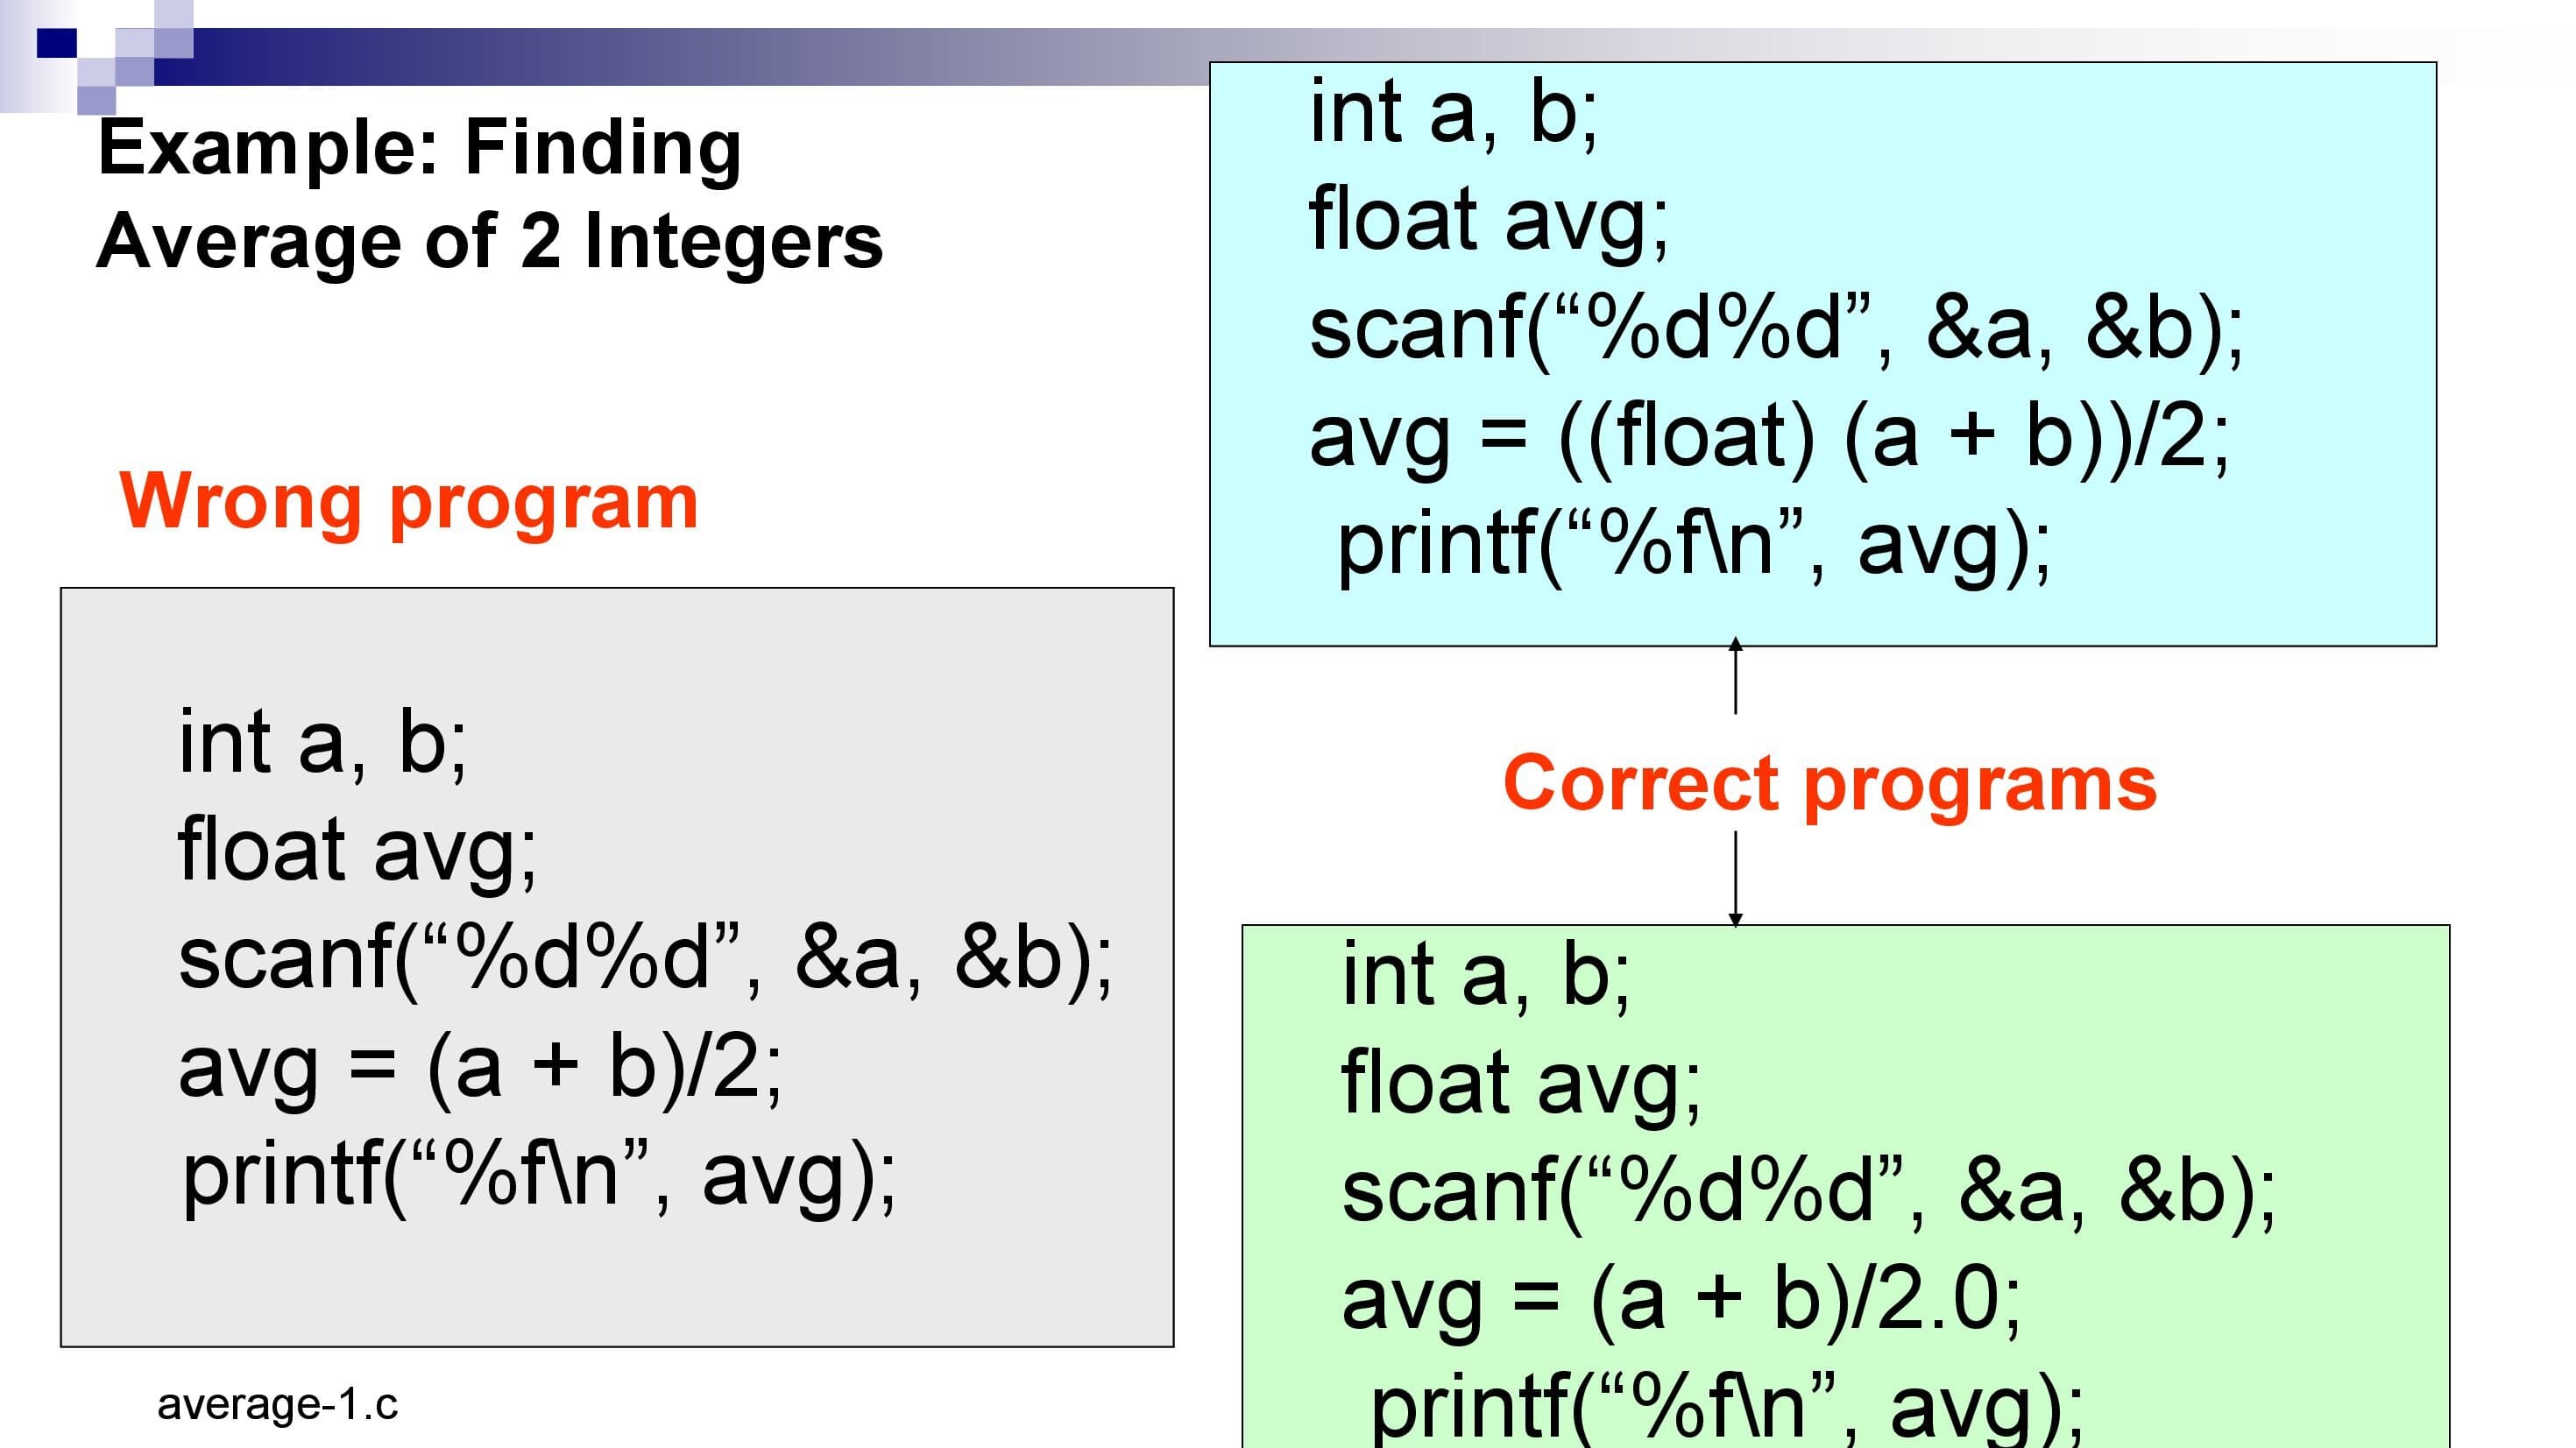 Example: Finding
Average of 2 Integers
Wrong program
int a, b;
float avg;
scanf(“%d%d”, &a, &b);
avg = (a + b)/2;
printf(“%f\n”, avg);
average-1.c
int a, b;
float avg;
scanf(“%d%d”, &a, &b);
avg = ((float) (a + b))/2;
printf(“%f\n”, avg);
Correct programs
int a, b;
float avg;
scanf(“%d%d”, &a, &b);
avg = (a + b)/2.0;
printf(“%f\n”, avg);